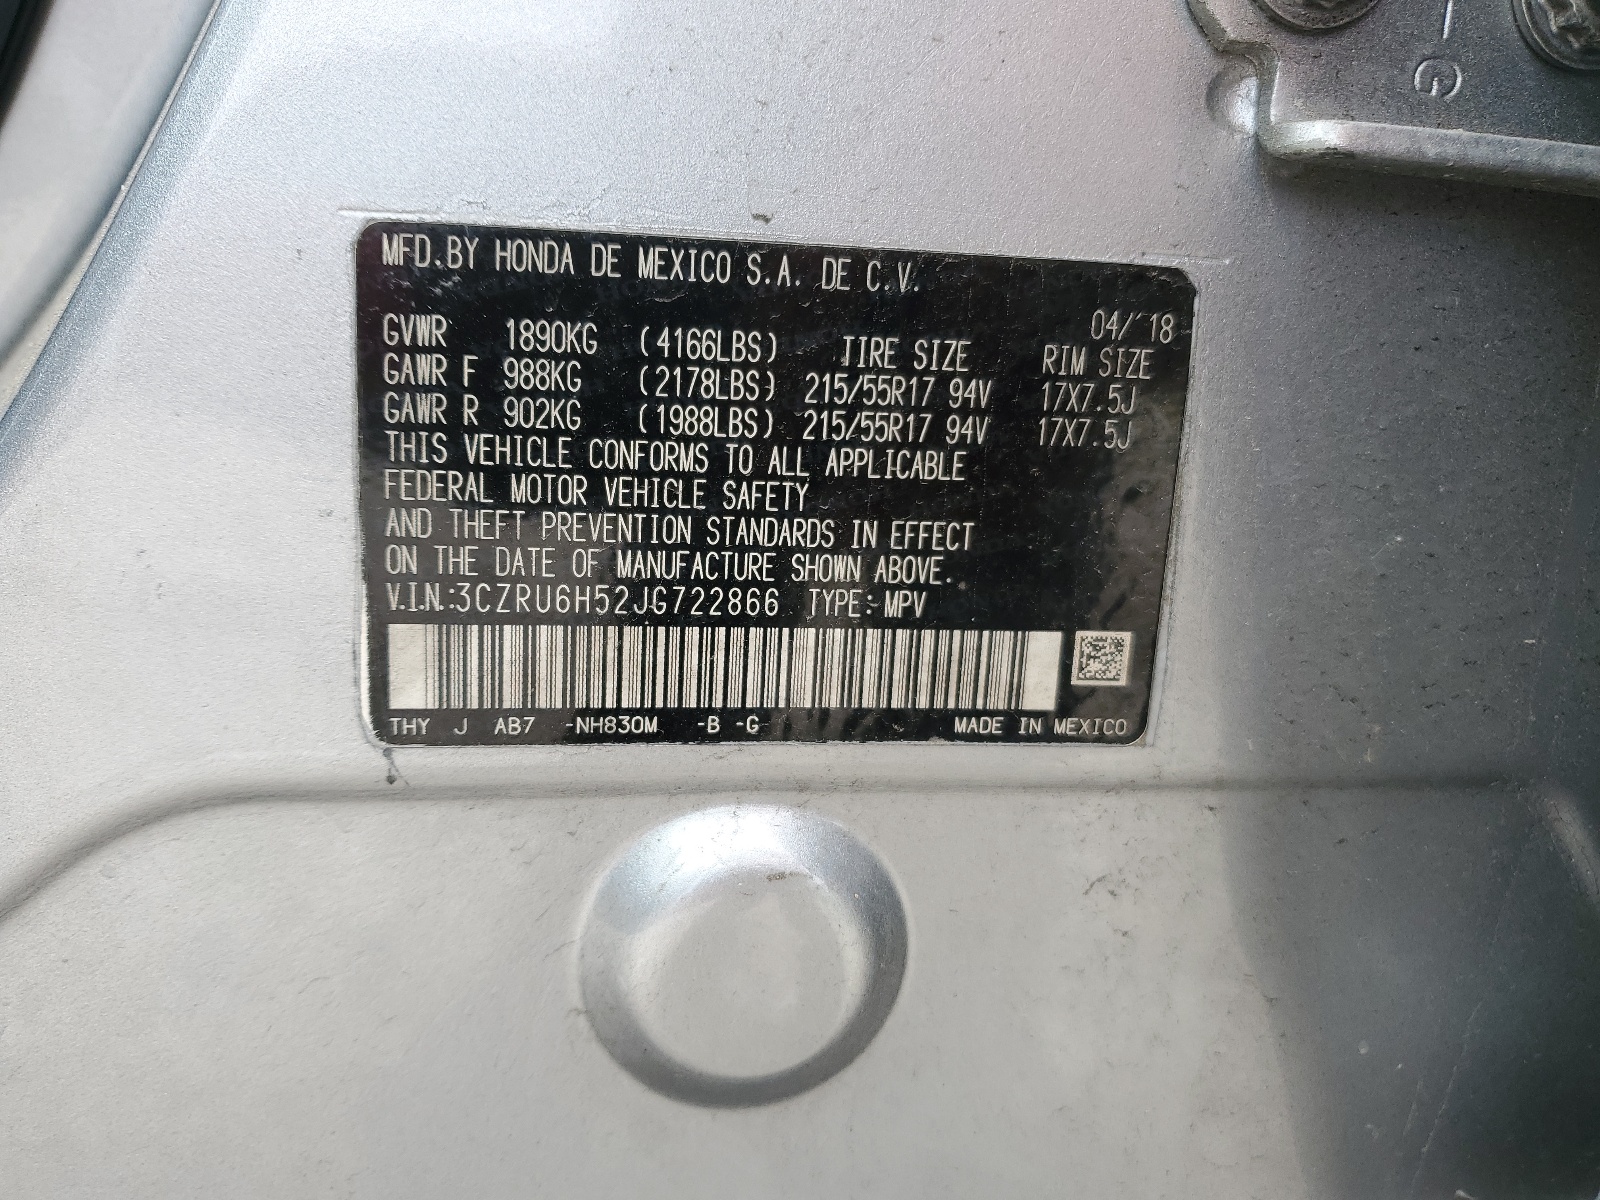 G
MFD.BY HONDA DE MEXICO S.A. DE C.V.
04/'18
GVWR 1890KG (4166LBS) TIRE SIZE RIM SIZE
GAWR F 988KG (2178LBS) 215/55R17 94V 17X7.5J
GAWR R 902KG (1988LBS) 215/55R17 94V 17X7.5J
THIS VEHICLE CONFORMS TO ALL APPLICABLE
FEDERAL MOTOR VEHICLE SAFETY
AND THEFT PREVENTION STANDARDS IN EFFECT
ON THE DATE OF MANUFACTURE SHOWN ABOVE.
V.I.N.:3CZRU6H52JG722866 TYPE: MPV
THY J AB7 -NH830M -B -G MADE IN MEXICO